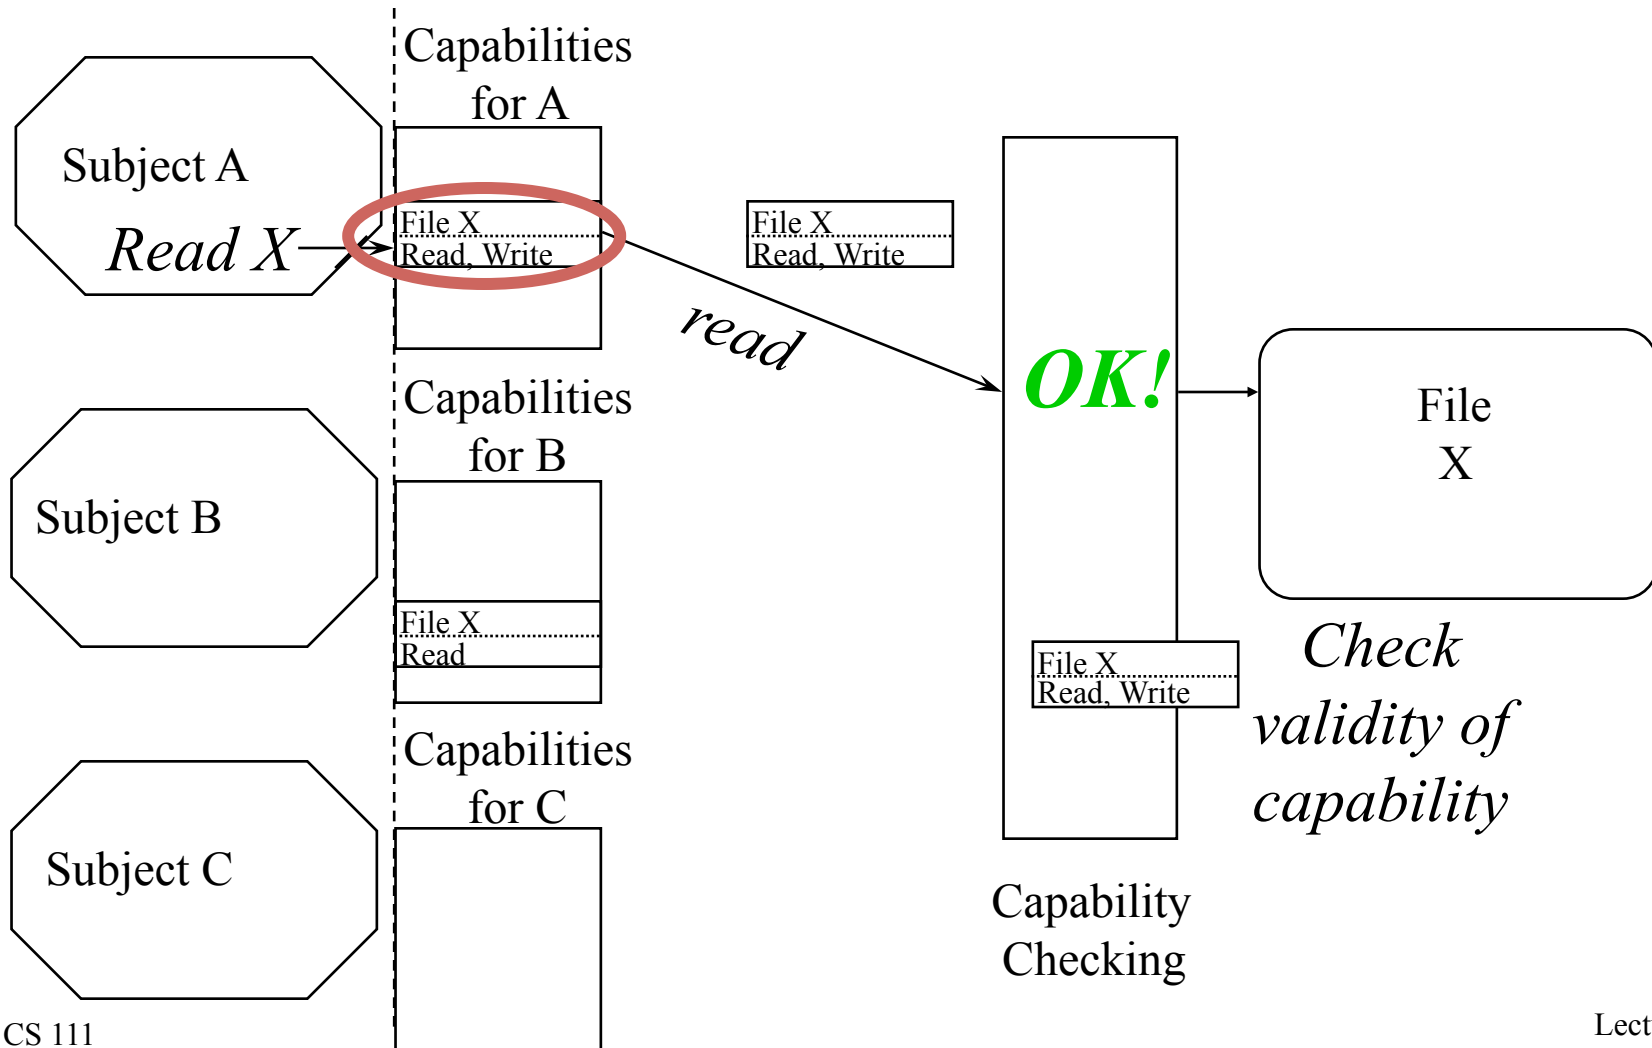 Capabilities
for A
Subject A
Read X
File X
Read, Write
File X
Read, Write
read
OK!
File
X
Capabilities
for B
Subject B
File X
Read
File X
Read, Write
Check
validity of
capability
Capabilities
for C
Subject C
Capability
Checking
CS 111
Lect